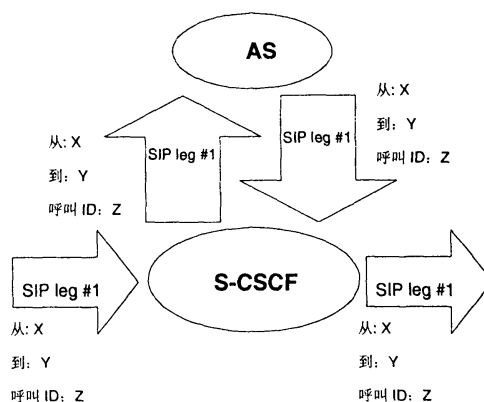 AS
从: X
到: Y
呼叫 ID: Z
SIP leg #1
SIP leg #1
从: X
到: Y
呼叫 ID: Z
SIP leg #1
S-CSCF
SIP leg #1
从: X
到: Y
呼叫 ID: Z
从: X
到: Y
呼叫 ID: Z